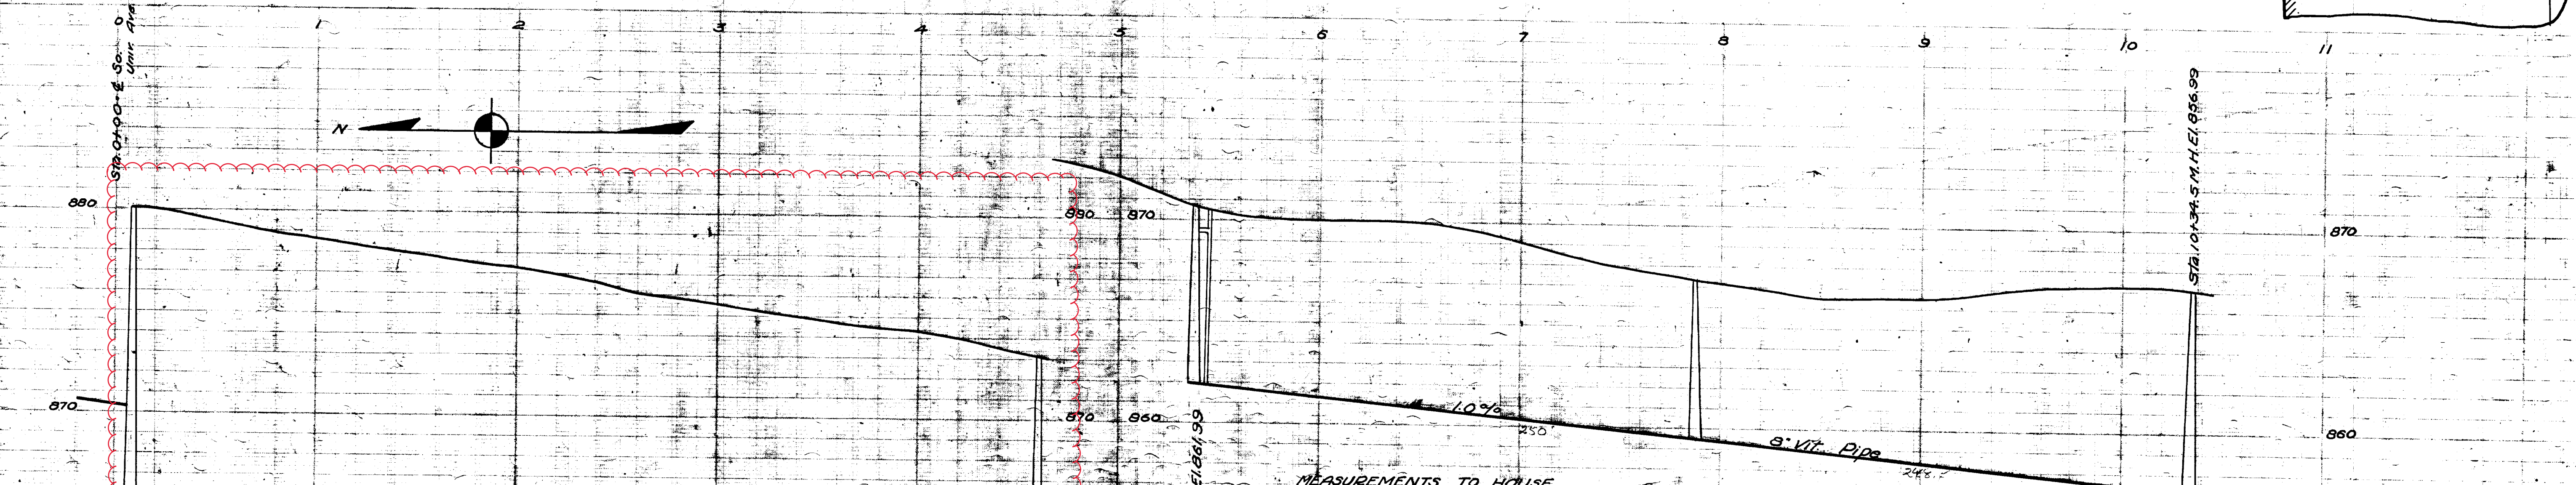 0 1 2 3 4 5 6 7 8 9 10 11
Sta. 0+00=℄ So.
Univ. Ave.
N
Sta. 10+34.5 M.H. El. 856.99
880 880 870 870
870 870 860 860
El. 861.99
1.0%
250'
8" Vit. Pipe
MEASUREMENTS TO HOUSE